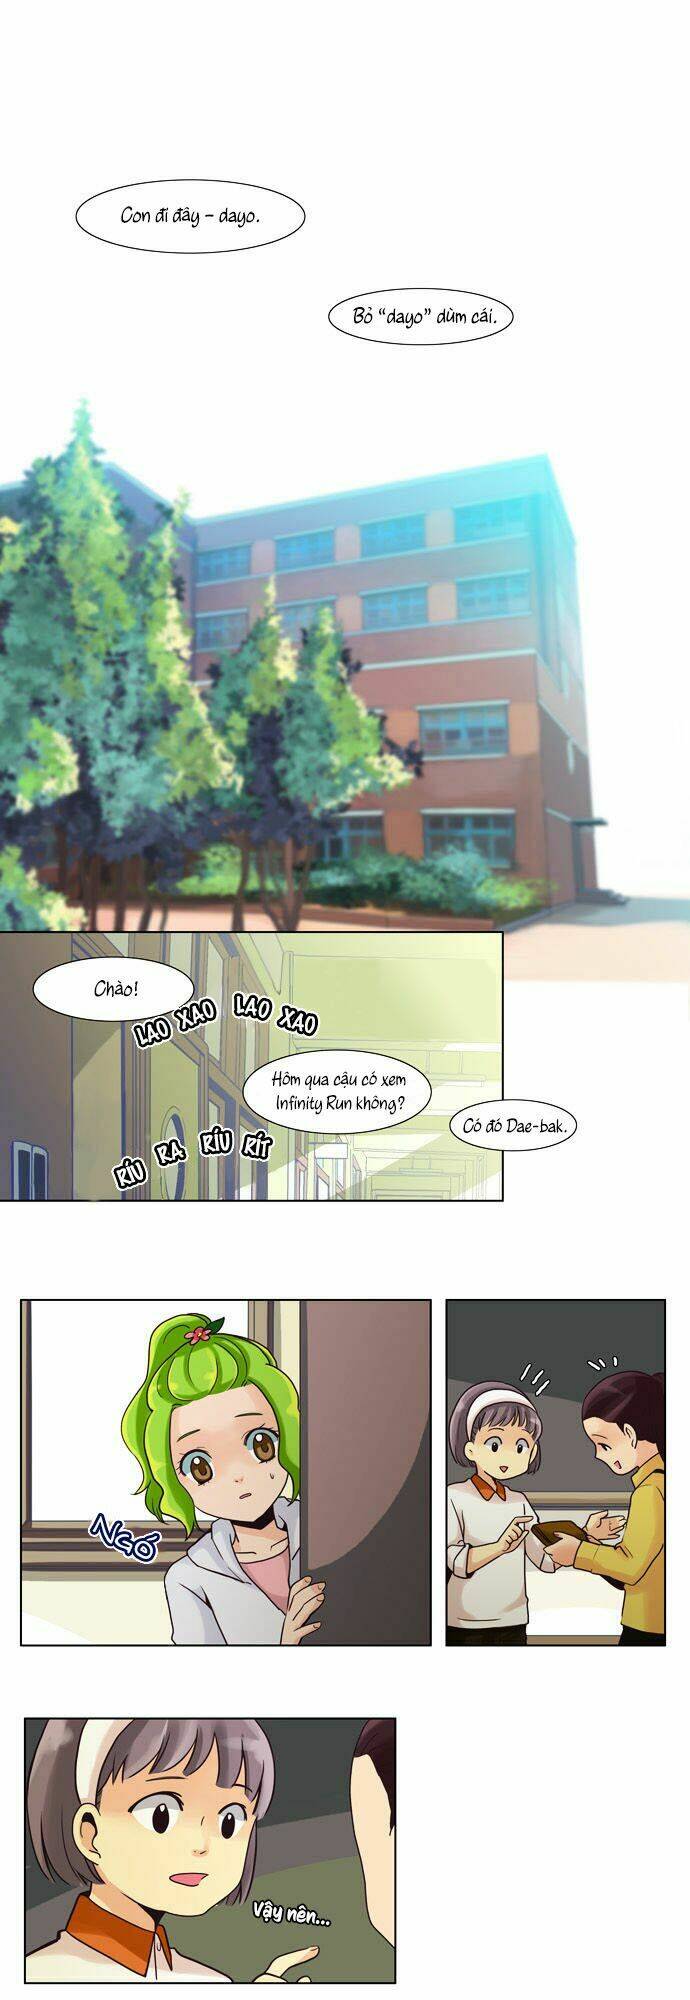 Con đi đây – dayo.
Bỏ “dayo” dùm cái.
Chào!
LAO XAO LAO XAO
Hôm qua cậu có xem
Infinity Run không?
Có đó Dae-bak.
RÍU RA RÍU RÍT
NGÓ
Vậy nên...